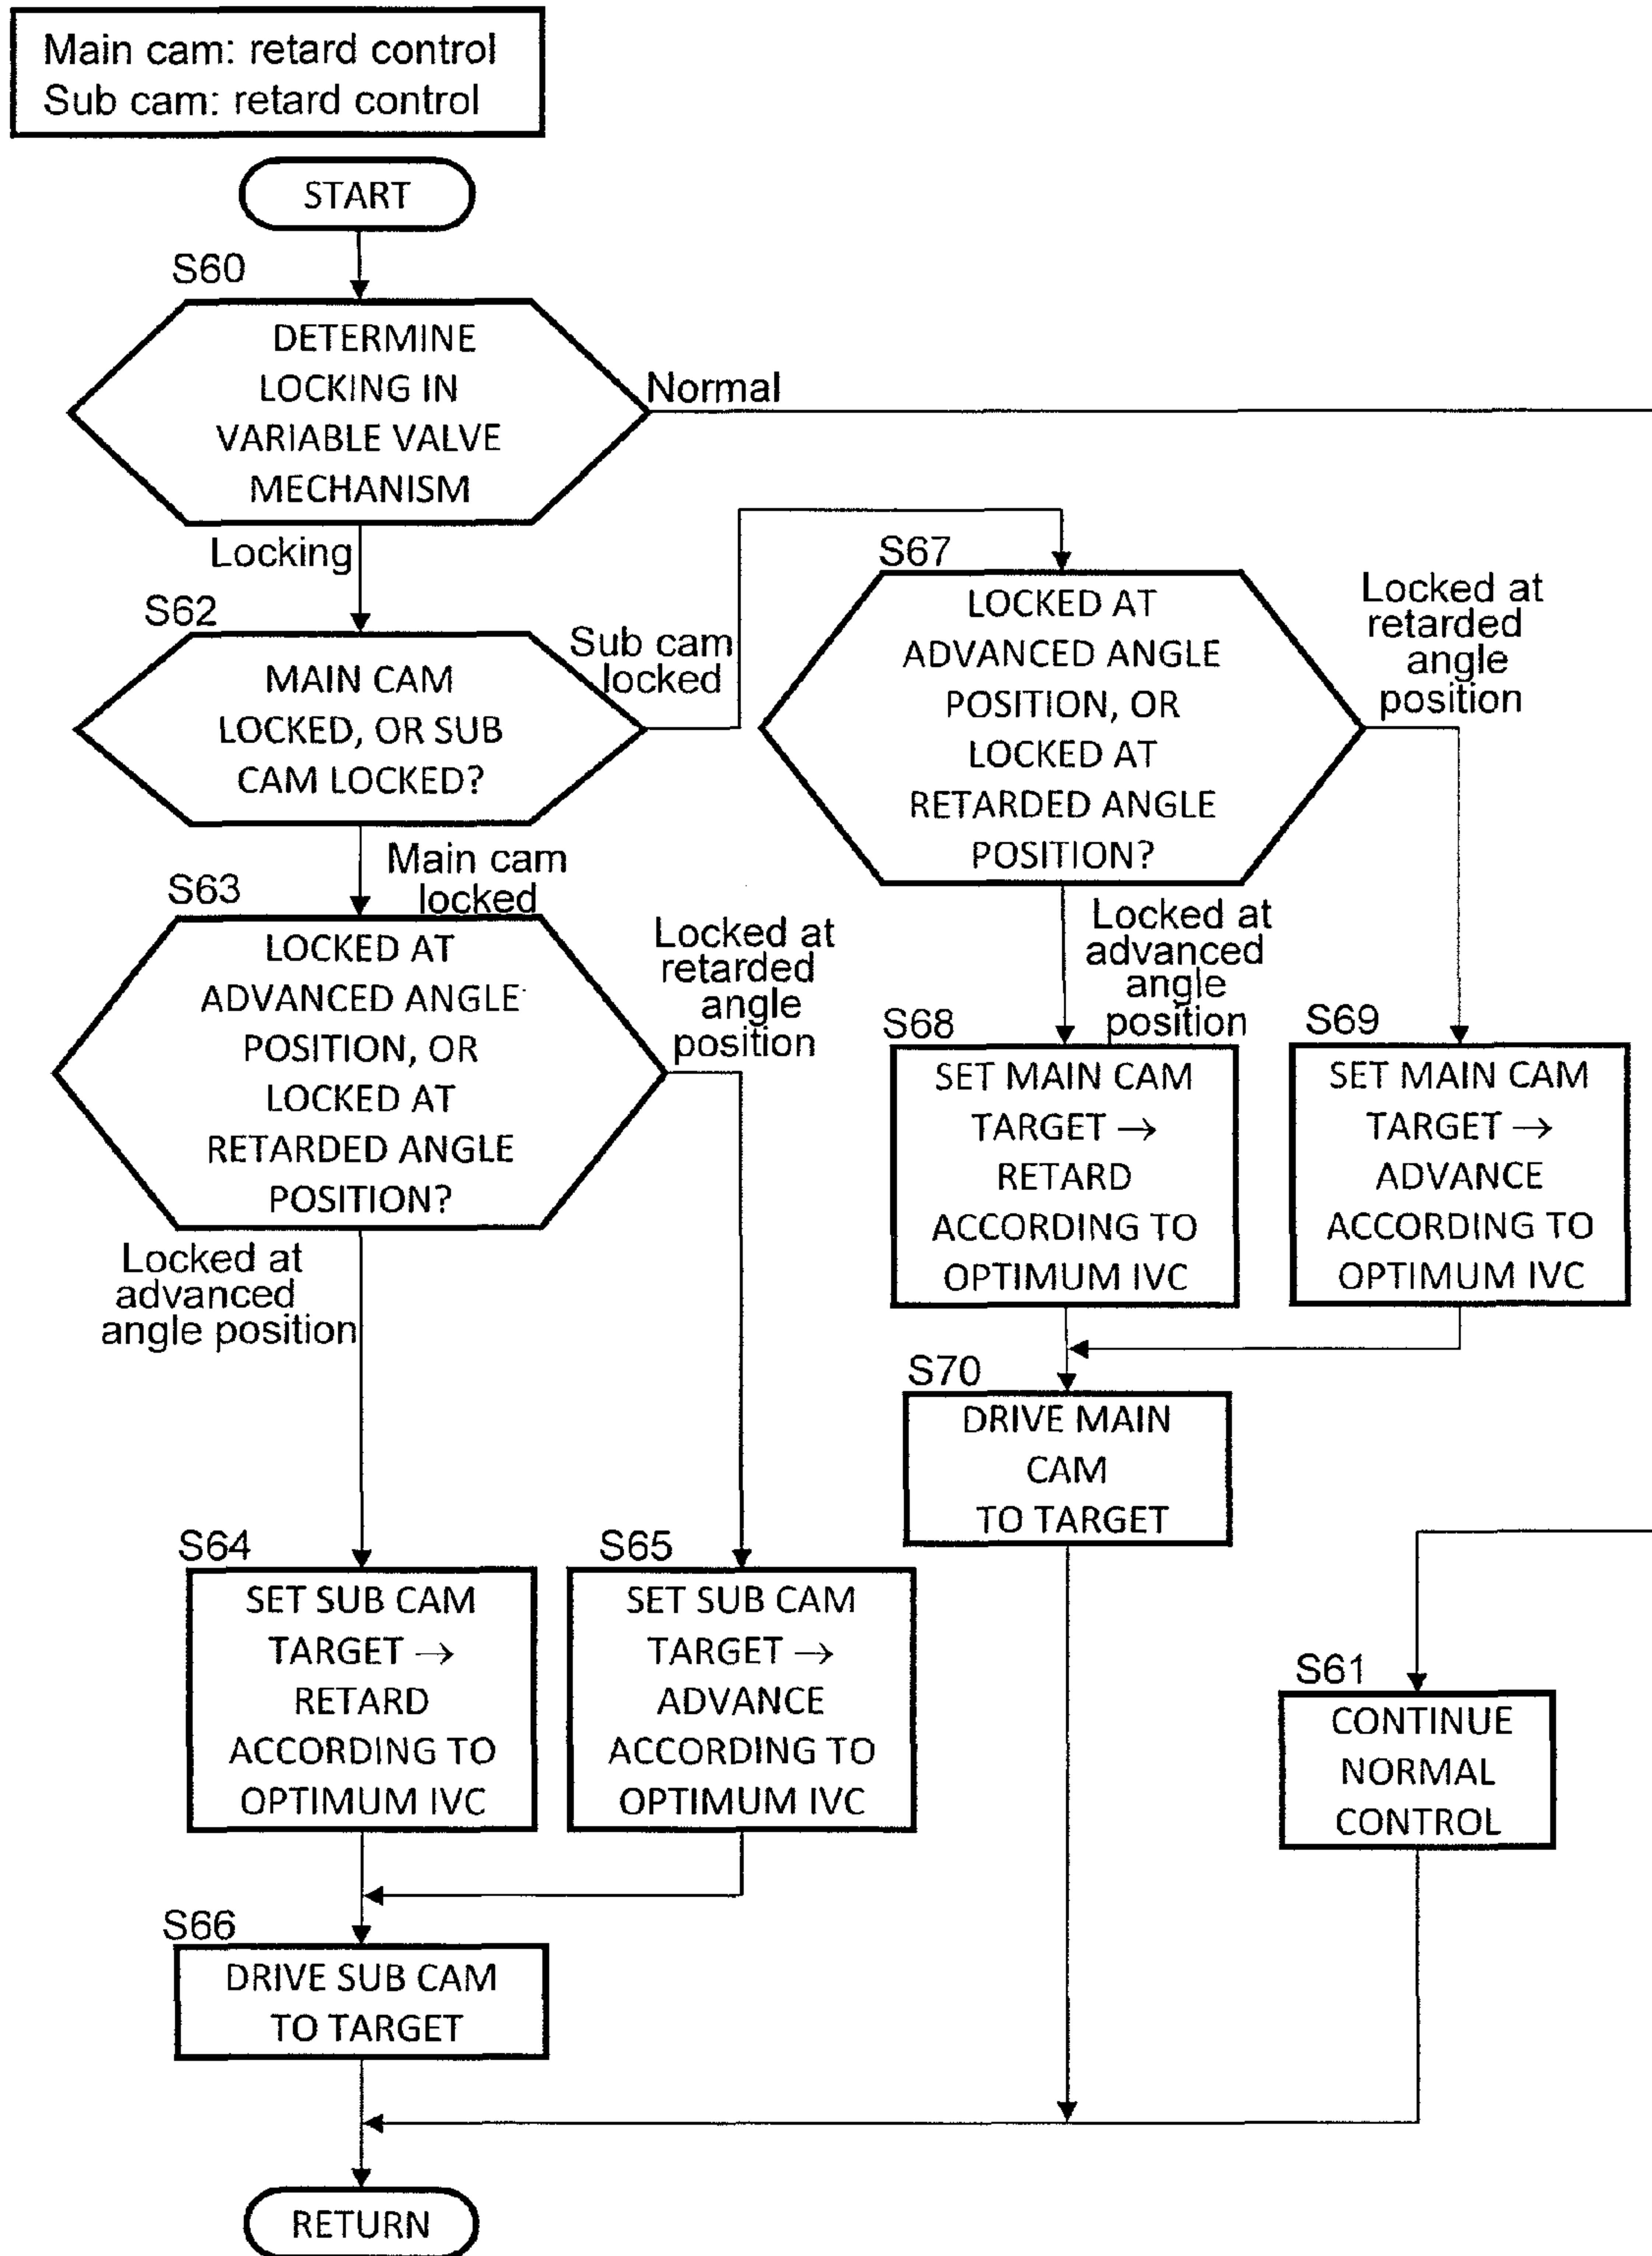 Main cam: retard control
Sub cam: retard control
START
S60
DETERMINE
LOCKING IN
VARIABLE VALVE
MECHANISM
Normal
Locking
S62
MAIN CAM
LOCKED, OR SUB
CAM LOCKED?
Sub cam
locked
Main cam
locked
S67
LOCKED AT
ADVANCED ANGLE
POSITION, OR
LOCKED AT
RETARDED ANGLE
POSITION?
Locked at
retarded
angle
position
Locked at
advanced
angle
position
S63
LOCKED AT
ADVANCED ANGLE
POSITION, OR
LOCKED AT
RETARDED ANGLE
POSITION?
Locked at
retarded
angle
position
Locked at
advanced
angle position
S68
SET MAIN CAM
TARGET →
RETARD
ACCORDING TO
OPTIMUM IVC
S69
SET MAIN CAM
TARGET →
ADVANCE
ACCORDING TO
OPTIMUM IVC
S70
DRIVE MAIN
CAM
TO TARGET
S64
SET SUB CAM
TARGET →
RETARD
ACCORDING TO
OPTIMUM IVC
S65
SET SUB CAM
TARGET →
ADVANCE
ACCORDING TO
OPTIMUM IVC
S61
CONTINUE
NORMAL
CONTROL
S66
DRIVE SUB CAM
TO TARGET
RETURN